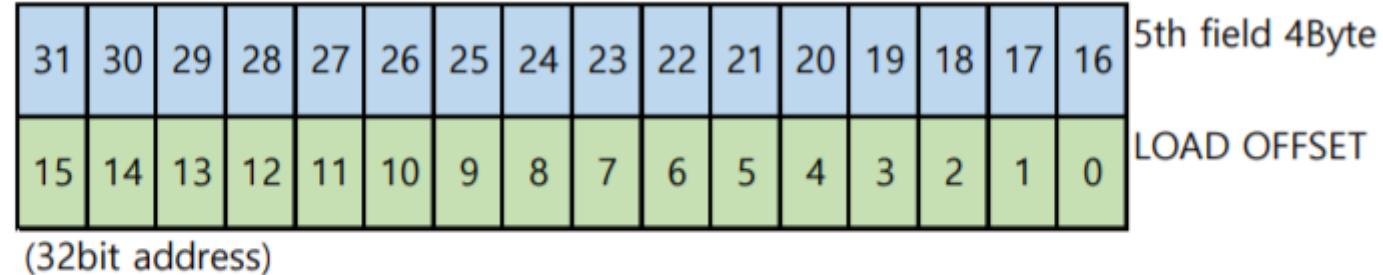 31 30 29 28 27 26 25 24 23 22 21 20 19 18 17 16 5th field 4Byte
15 14 13 12 11 10 9 8 7 6 5 4 3 2 1 0 LOAD OFFSET
(32bit address)